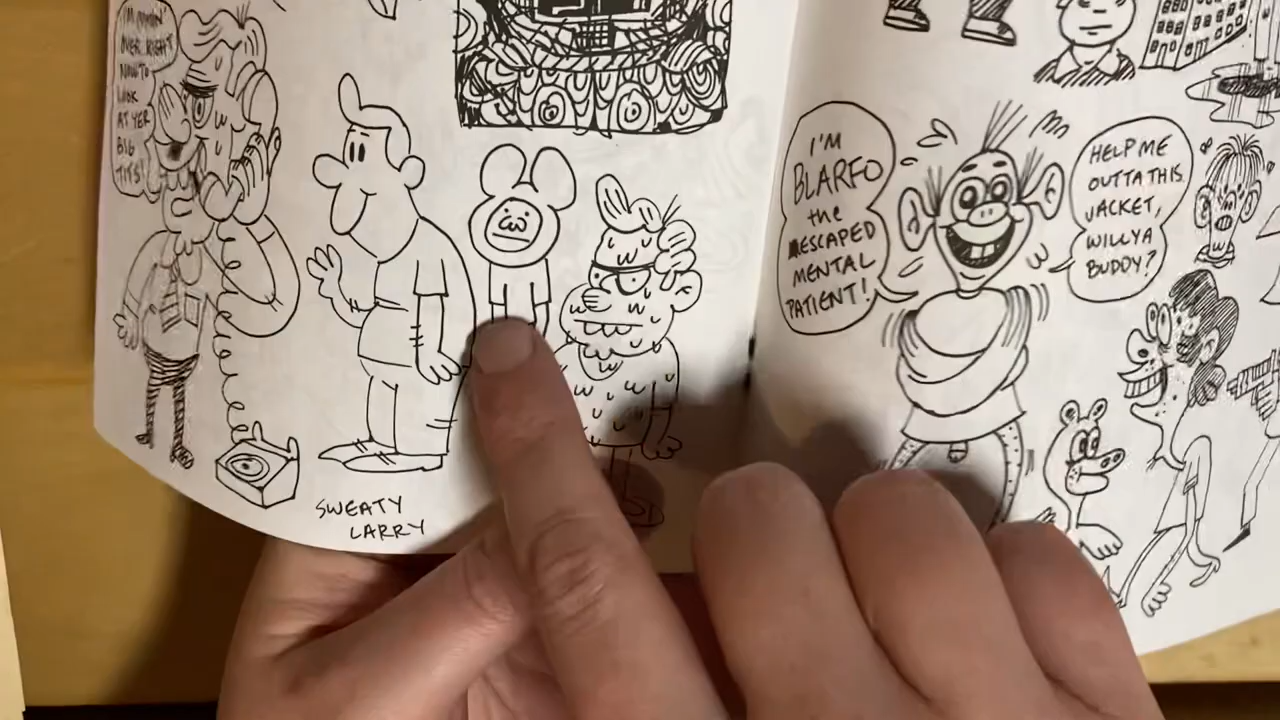 I'M COMIN'
OVER RIGHT
NOW TO
LOOK
AT YER
BIG
TITS!
SWEATY
LARRY
I'M
BLARFO
the
ESCAPED
MENTAL
PATIENT!
HELP ME
OUTTA THIS
JACKET,
WILLYA
BUDDY?